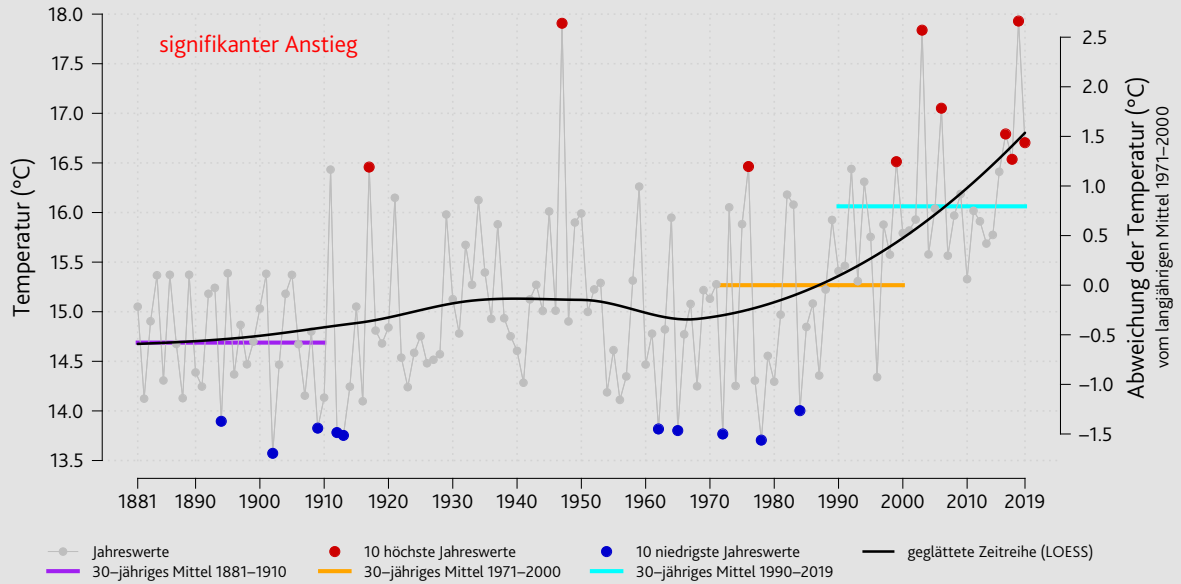 signifikanter Anstieg
Temperatur (°C)
18.0
17.5
17.0
16.5
16.0
15.5
15.0
14.5
14.0
13.5
2.5
2.0
1.5
1.0
0.5
0.0
−0.5
−1.0
−1.5
Abweichung der Temperatur (°C)
vom langjährigen Mittel 1971–2000
1881 1890 1900 1910 1920 1930 1940 1950 1960 1970 1980 1990 2000 2010 2019
Jahreswerte 10 höchste Jahreswerte 10 niedrigste Jahreswerte geglättete Zeitreihe (LOESS)
30–jähriges Mittel 1881–1910 30–jähriges Mittel 1971–2000 30–jähriges Mittel 1990–2019